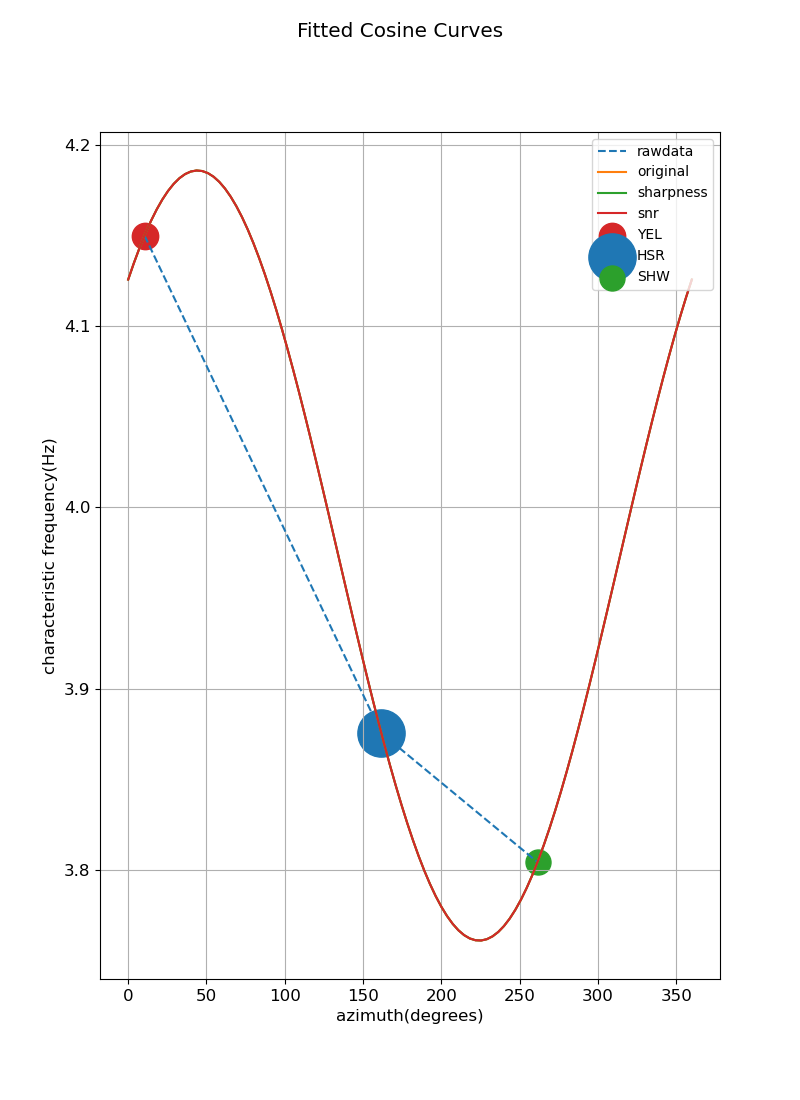 Fitted Cosine Curves
4.2
4.1
4.0
3.9
3.8
characteristic frequency(Hz)
rawdata
original
sharpness
snr
YEL
HSR
SHW
0 50 100 150 200 250 300 350
azimuth(degrees)